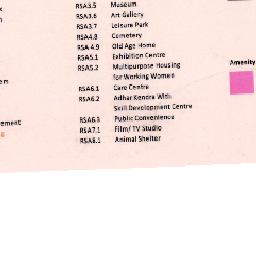 RSA3.5 Museum
RSA3.6 Art Gallery
RSA3.7 Leisure Park
RSA4.8 Cemetery
RSA4.9 Old Age Home
RSA5.1 Exhibition Centre
RSA5.2 Multipurpose Housing
for Working Women
RSA6.1 Care Centre
RSA6.2 Adhar Kendra With
Skill Development Centre
RSA6.3 Public Convenience
RSA7.1 Film/ TV Studio
RSA8.1 Animal Shelter
Amenity